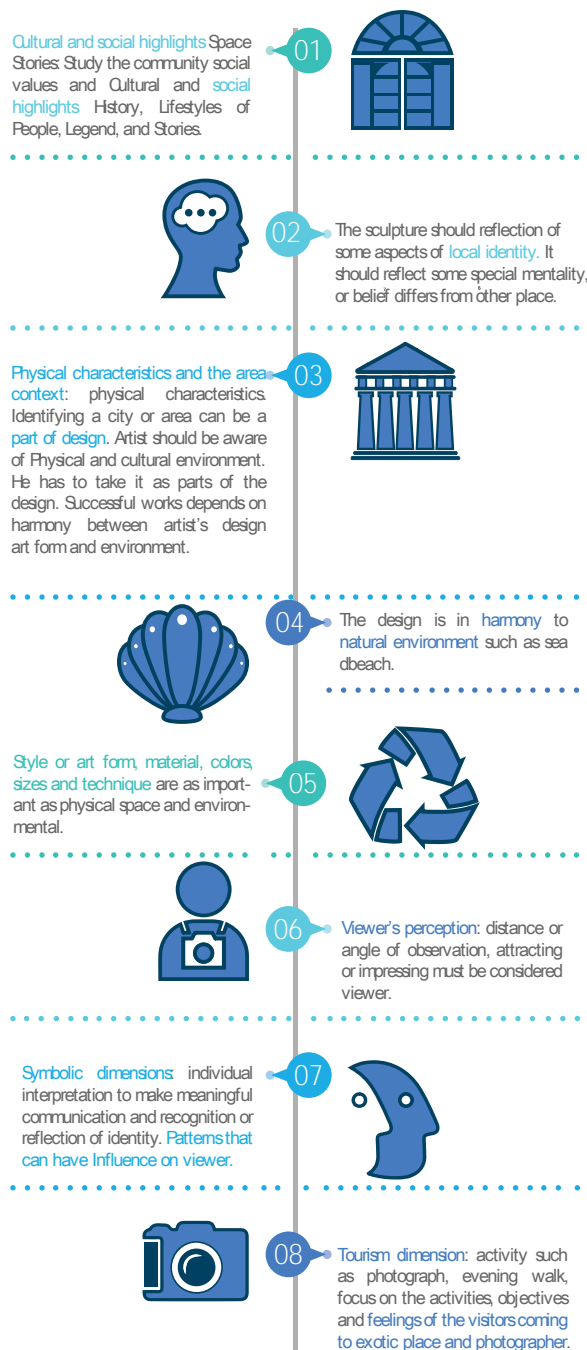 01
Cultural and social highlights Space
Stories: Study the community social
values and Cultural and social
highlights History, Lifestyles of
People, Legend, and Stories.
02
The sculpture should reflection of
some aspects of local identity. It
should reflect some special mentality,
or belief differs from other place.
03
Physical characteristics and the area
context: physical characteristics.
Identifying a city or area can be a
part of design. Artist should be aware
of Physical and cultural environment.
He has to take it as parts of the
design. Successful works depends on
harmony between artist's design
art form and environment.
04
The design is in harmony to
natural environment such as sea
dbeach.
05
Style or art form, material, colors,
sizes and technique are as import-
ant as physical space and environ-
mental.
06
Viewer's perception: distance or
angle of observation, attracting
or impressing must be considered
viewer.
07
Symbolic dimensions: individual
interpretation to make meaningful
communication and recognition or
reflection of identity. Patterns that
can have Influence on viewer.
08
Tourism dimension: activity such
as photograph, evening walk,
focus on the activities, objectives
and feelings of the visitors coming
to exotic place and photographer.